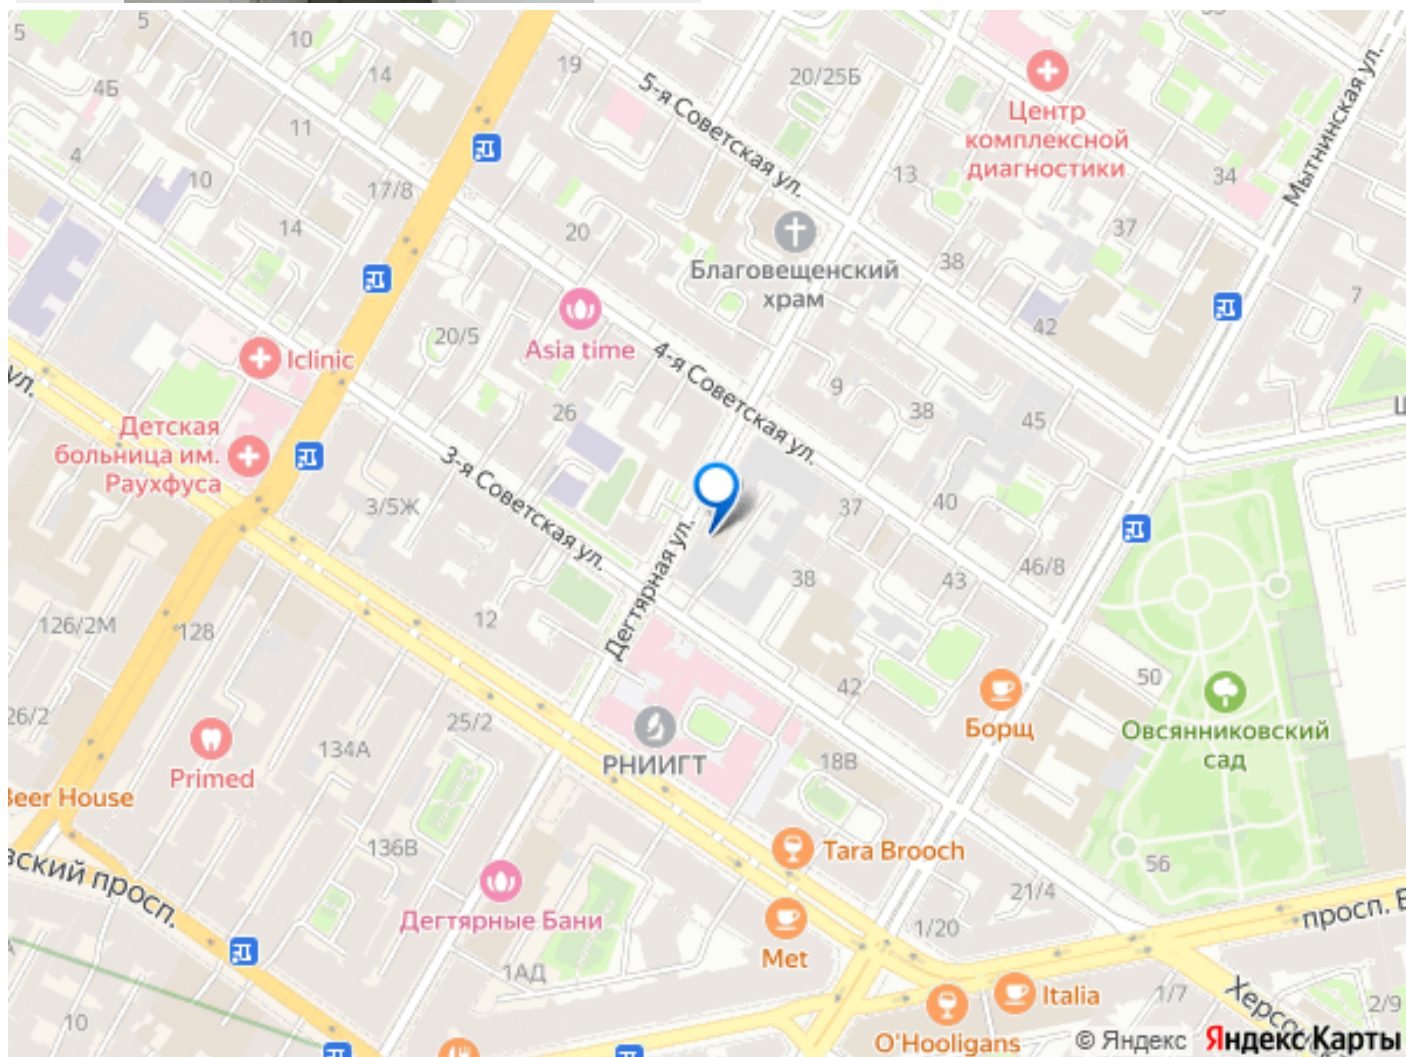 5
5
10
14
4Б
11
4
10
17/8
14
19
5-я Советская ул.
20/25Б
Центр
комплексной
диагностики
Мытнинская ул.
13
34
37
38
20
Благовещенский
храм
42
7
20/5
Asia time
4-я Советская ул.
9
38
45
Iclinic
ул.
Детская
больница им.
Раухфуса
26
3-я Советская ул.
3/5Ж
Дегтярная ул.
37
40
46/8
38
43
12
126/2М
128
42
50
26/2
25/2
134А
Primed
РНИИГТ
18В
Борщ
Овсянниковский
сад
Beer House
136В
Tara Brooch
56
21/4
вский просп.
Дегтярные Бани
Met
1/20
просп. Б
1АД
10
Italia
O'Hooligans
1/7
Херсо
2/9
© Яндекс Яндекс Карты